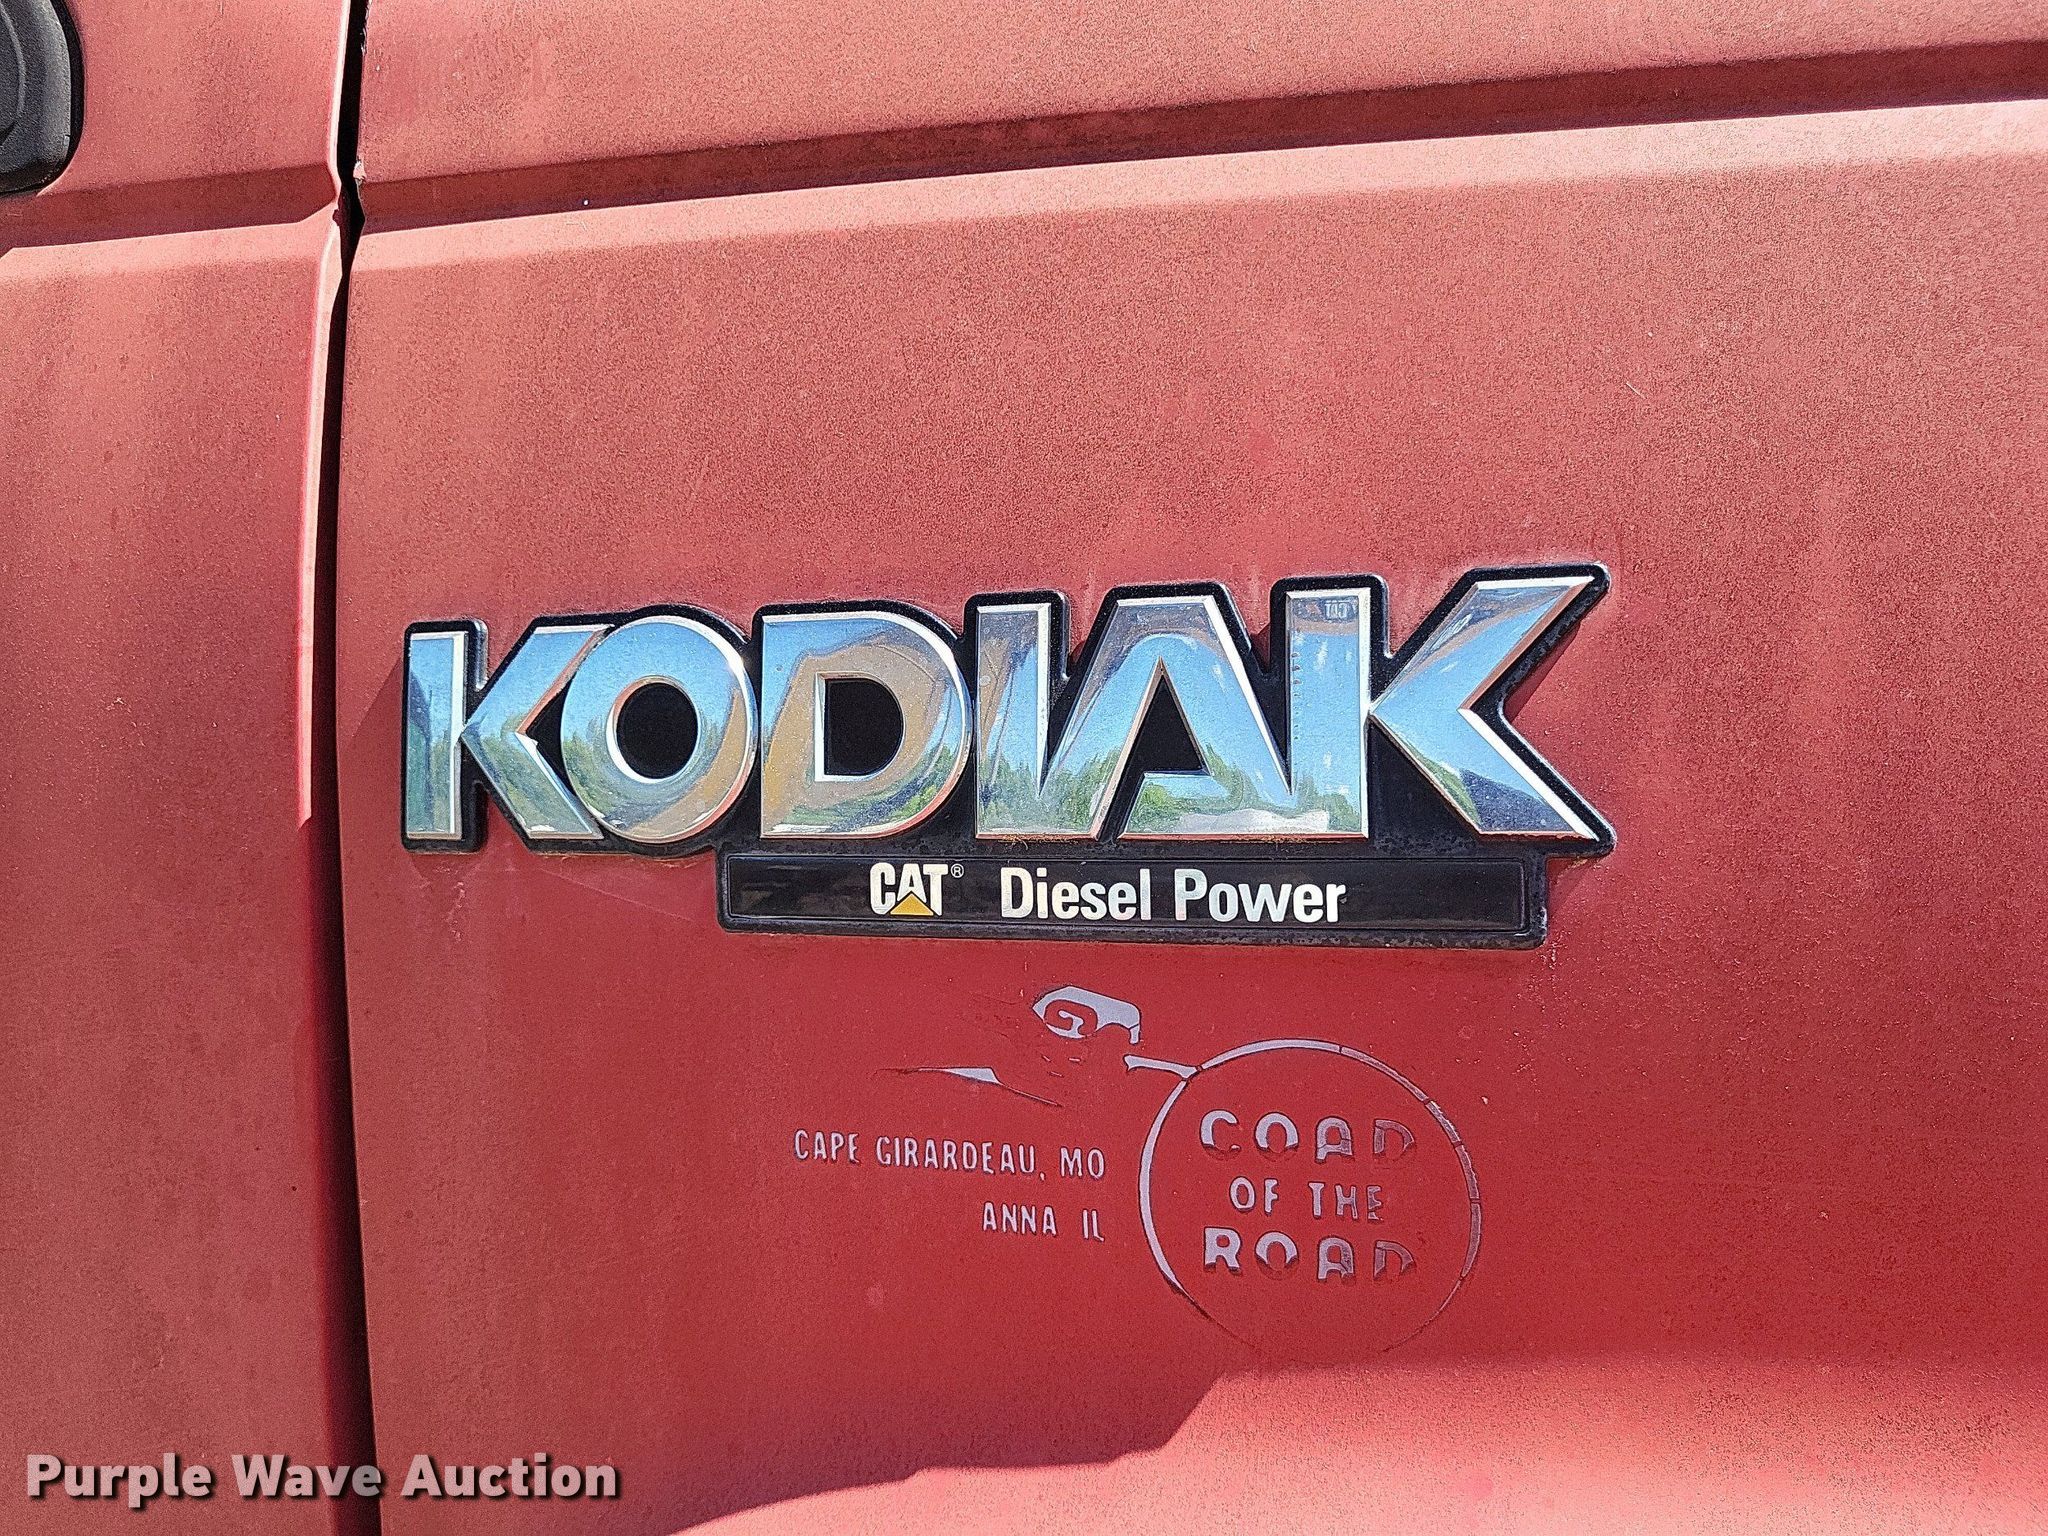 KODIAK
CAT® Diesel Power
CAPE GIRARDEAU, MO
ANNA IL
COAD
OF THE
ROAD
Purple Wave Auction